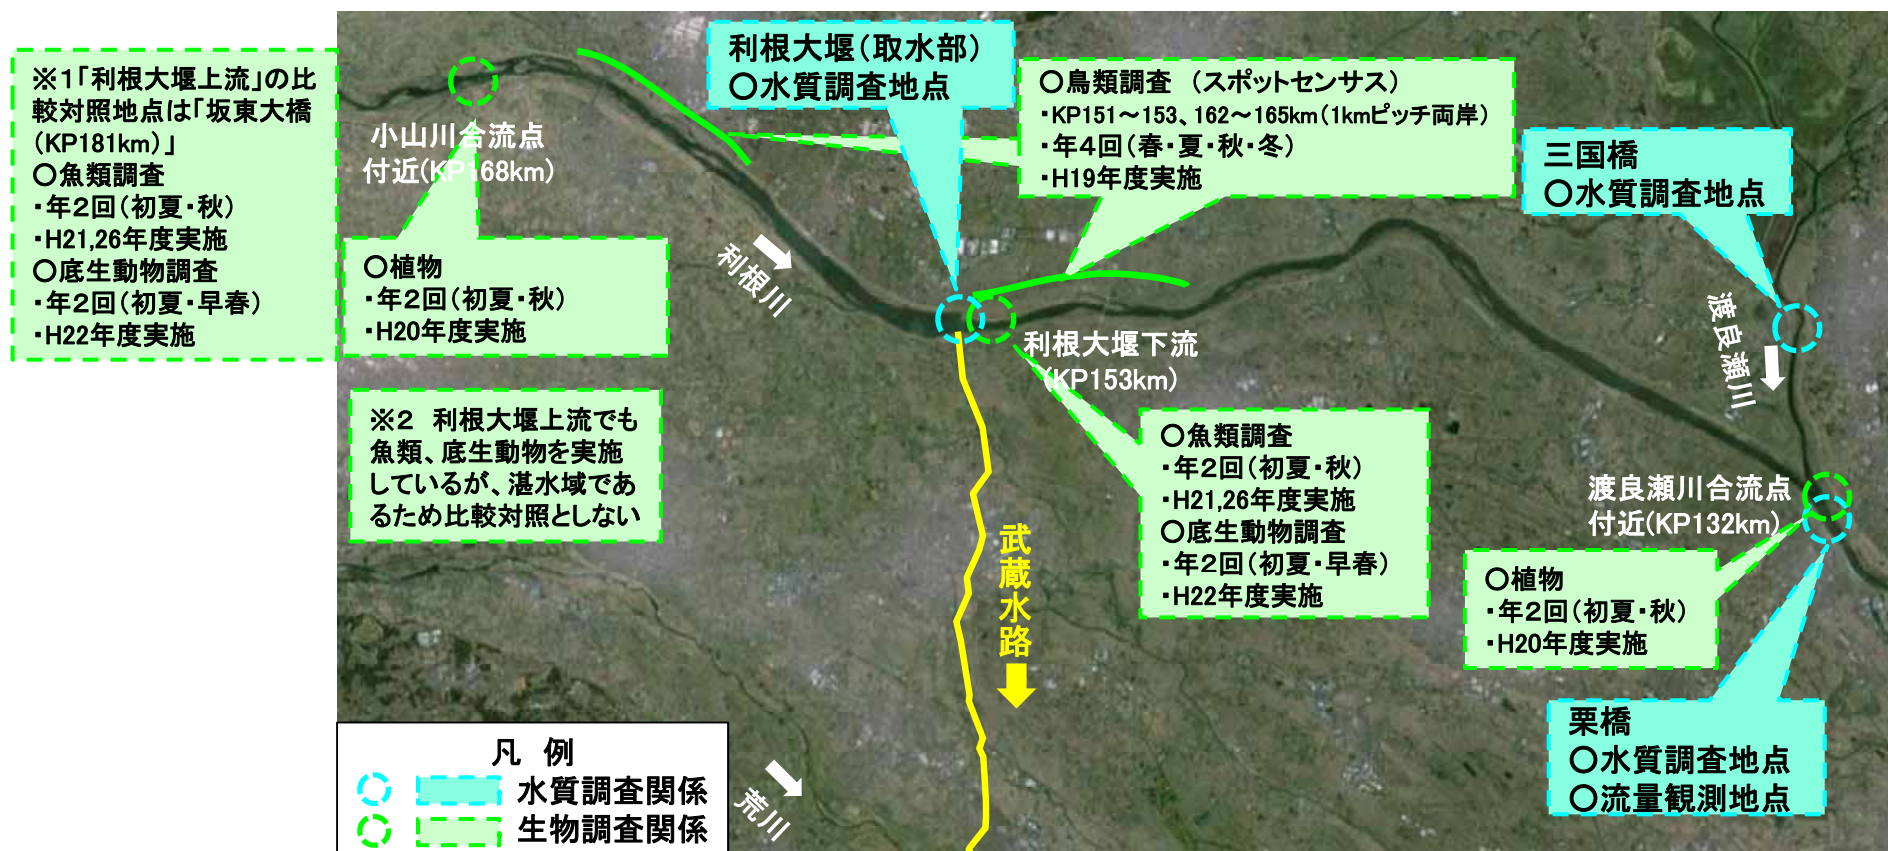 ※1「利根大堰上流」の比
較対照地点は「坂東大橋
(KP181km)」
○魚類調査
・年2回(初夏・秋)
・H21,26年度実施
○底生動物調査
・年2回(初夏・早春)
・H22年度実施
小山川合流点
付近(KP168km)
○植物
・年2回(初夏・秋)
・H20年度実施
※2 利根大堰上流でも
魚類、底生動物を実施
しているが、湛水域であ
るため比較対照としない
利根大堰(取水部)
○水質調査地点
○鳥類調査 (スポットセンサス)
・KP151～153、162～165km(1kmピッチ両岸)
・年4回(春・夏・秋・冬)
・H19年度実施
三国橋
○水質調査地点
利根川
渡良瀬川
利根大堰下流
(KP153km)
○魚類調査
・年2回(初夏・秋)
・H21,26年度実施
○底生動物調査
・年2回(初夏・早春)
・H22年度実施
武蔵水路
渡良瀬川合流点
付近(KP132km)
○植物
・年2回(初夏・秋)
・H20年度実施
栗橋
○水質調査地点
○流量観測地点
荒川
凡 例
水質調査関係
生物調査関係